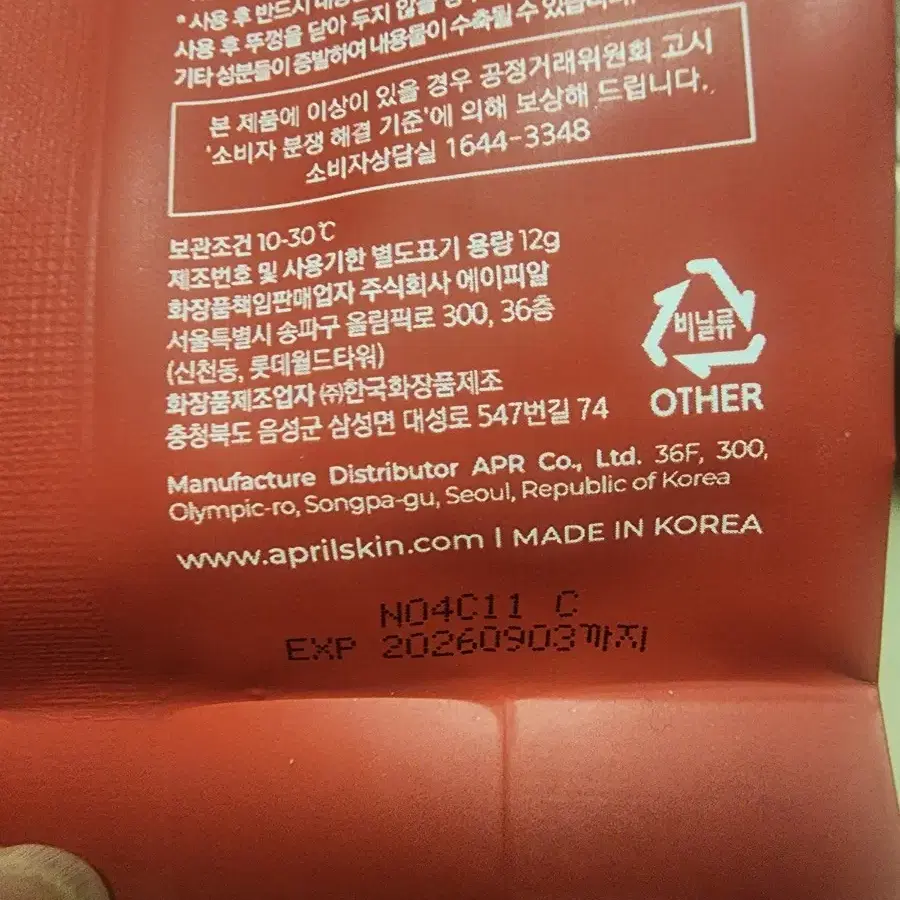 * 사용 후 반드시
사용 후 뚜껑을 닫아 두지 않을
기타 성분들이 증발하여 내용물이 수축될 수 있습니다.
본 제품에 이상이 있을 경우 공정거래위원회 고시
'소비자 분쟁 해결 기준'에 의해 보상해 드립니다.
소비자상담실 1644-3348
보관조건 10-30℃
제조번호 및 사용기한 별도표기 용량 12g
화장품책임판매업자 주식회사 에이피알
서울특별시 송파구 올림픽로 300, 36층
(신천동, 롯데월드타워)
화장품제조업자 ㈜한국화장품제조
충청북도 음성군 삼성면 대성로 547번길 74
비닐류
OTHER
Manufacture Distributor APR Co., Ltd. 36F, 300,
Olympic-ro, Songpa-gu, Seoul, Republic of Korea
www.aprilskin.com | MADE IN KOREA
N04C11 C
EXP 20260903까지